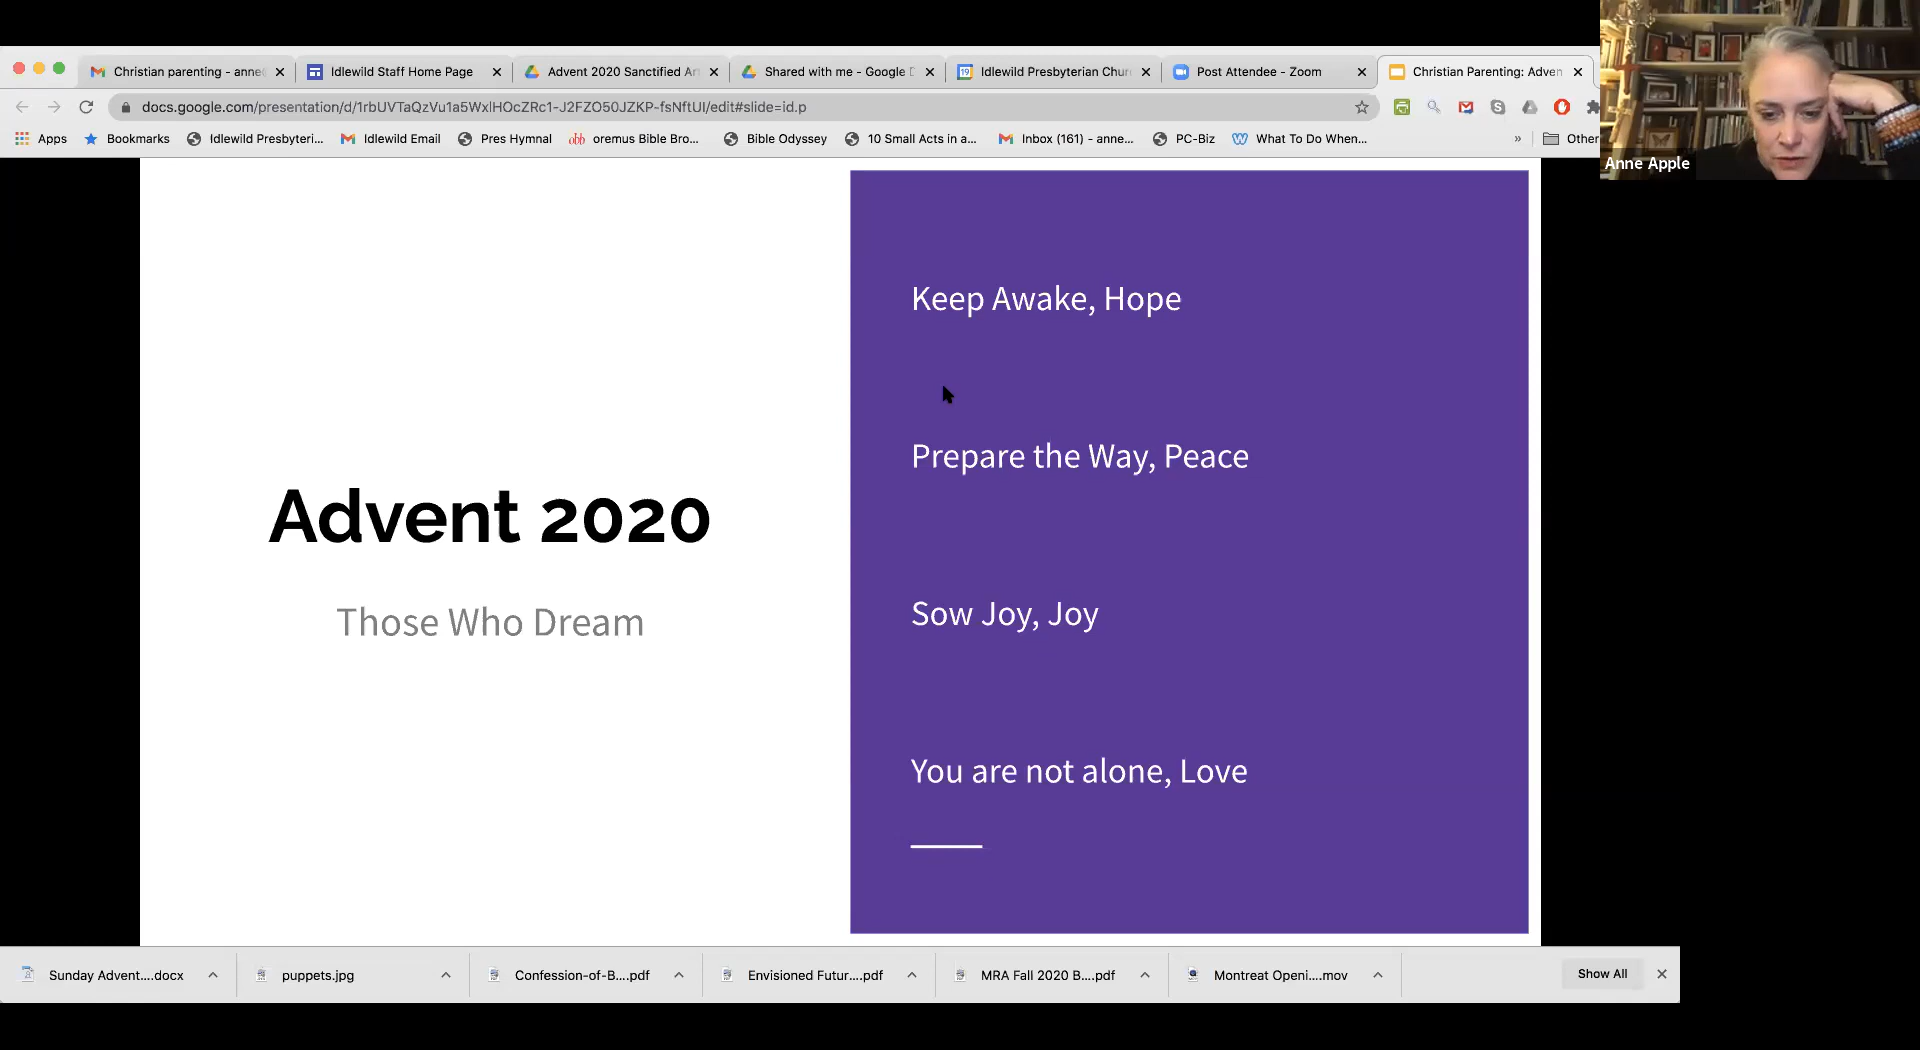 Christian parenting - anne
Idlewild Staff Home Page
Advent 2020 Sanctified Ar
Shared with me - Google D
Idlewild Presbyterian Chur
Post Attendee - Zoom
Christian Parenting: Adven
docs.google.com/presentation/d/1rbUVTaQzVu1a5WxlHOcZRc1-J2FZO50JZKP-fsNftUI/edit#slide=id.p
Apps
Bookmarks
Idlewild Presbyteri...
Idlewild Email
Pres Hymnal
oremus Bible Bro...
Bible Odyssey
10 Small Acts in a...
Inbox (161) - anne...
PC-Biz
What To Do When...
»
Other
Anne Apple
Advent 2020
Those Who Dream
Keep Awake, Hope
Prepare the Way, Peace
Sow Joy, Joy
You are not alone, Love
Sunday Advent....docx
puppets.jpg
Confession-of-B....pdf
Envisioned Futur....pdf
MRA Fall 2020 B....pdf
Montreat Openi....mov
Show All